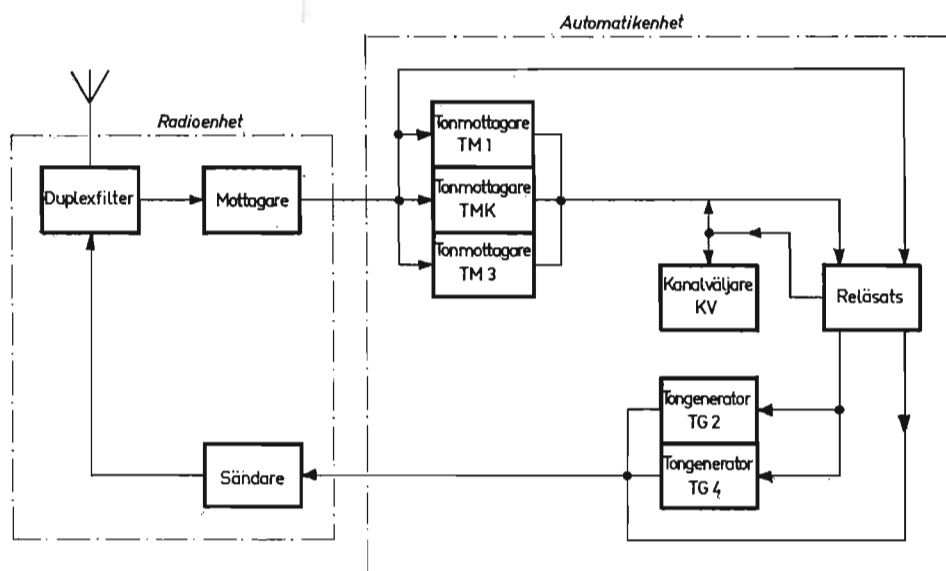 Automatikenhet
Radioenhet
Duplexfilter
Mottagare
Tonmottagare
TM 1
Tonmottagare
TMK
Tonmottagare
TM 3
Kanalväljare
KV
Reläsats
Tongenerator
TG 2
Tongenerator
TG 4
Sändare